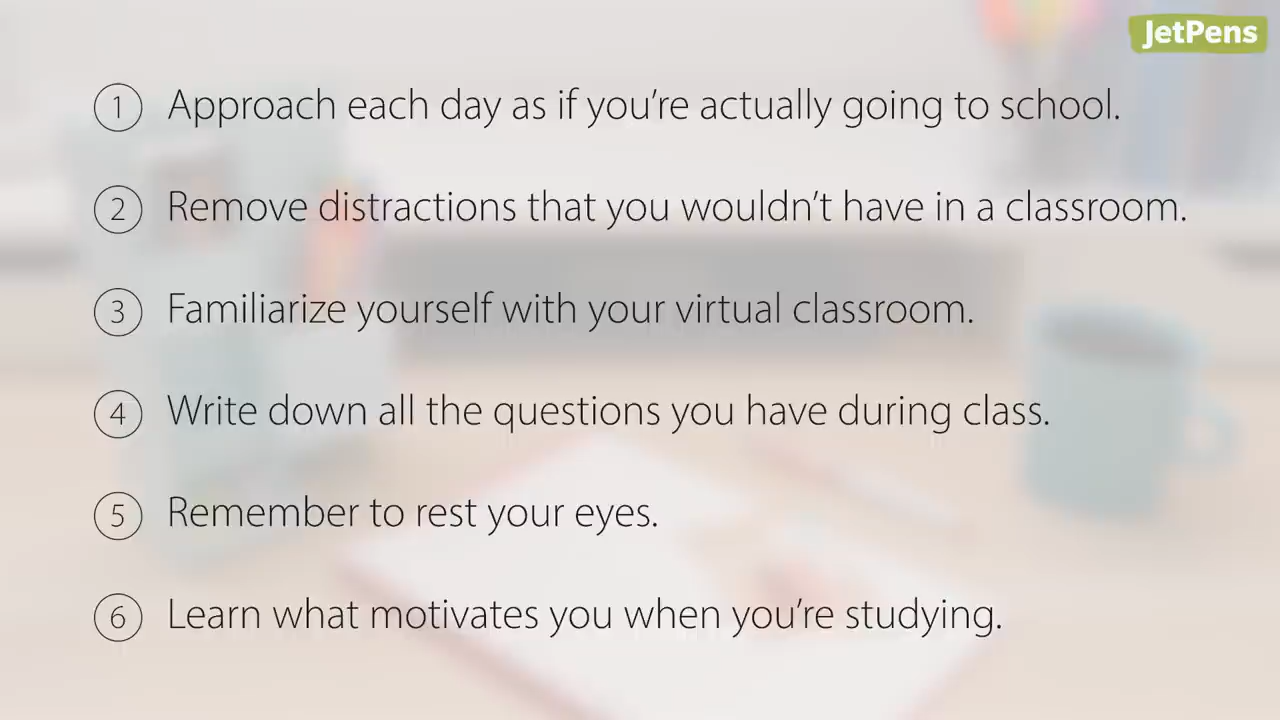 JetPens
1 Approach each day as if you’re actually going to school.
2 Remove distractions that you wouldn’t have in a classroom.
3 Familiarize yourself with your virtual classroom.
4 Write down all the questions you have during class.
5 Remember to rest your eyes.
6 Learn what motivates you when you’re studying.